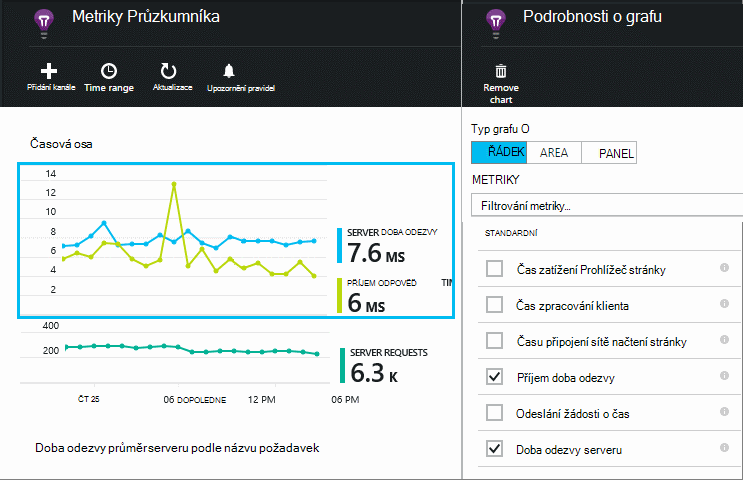 Metriky Průzkumníka
Přidání kanále
Time range
Aktualizace
Upozornění pravidel
Časová osa
14
12
10
8
6
4
2
SERVER DOBA ODEZVY
7.6 MS
PŘÍJEM ODPOVĚĎ
6 MS
400
200
SERVER REQUESTS
6.3 K
ČT 25
06 DOPOLEDNE
12 PM
06 PM
Doba odezvy průměrserveru podle názvu požadavek
Podrobnosti o grafu
Remove
chart
Typ grafu O
ŘÁDEK
AREA
PANEL
METRIKY
Filtrování metriky...
STANDARDNÍ
Čas zatížení Prohlížeč stránky
Čas zpracování klienta
Času připojení sítě načtení stránky
Příjem doba odezvy
Odeslání žádosti o čas
Doba odezvy serveru